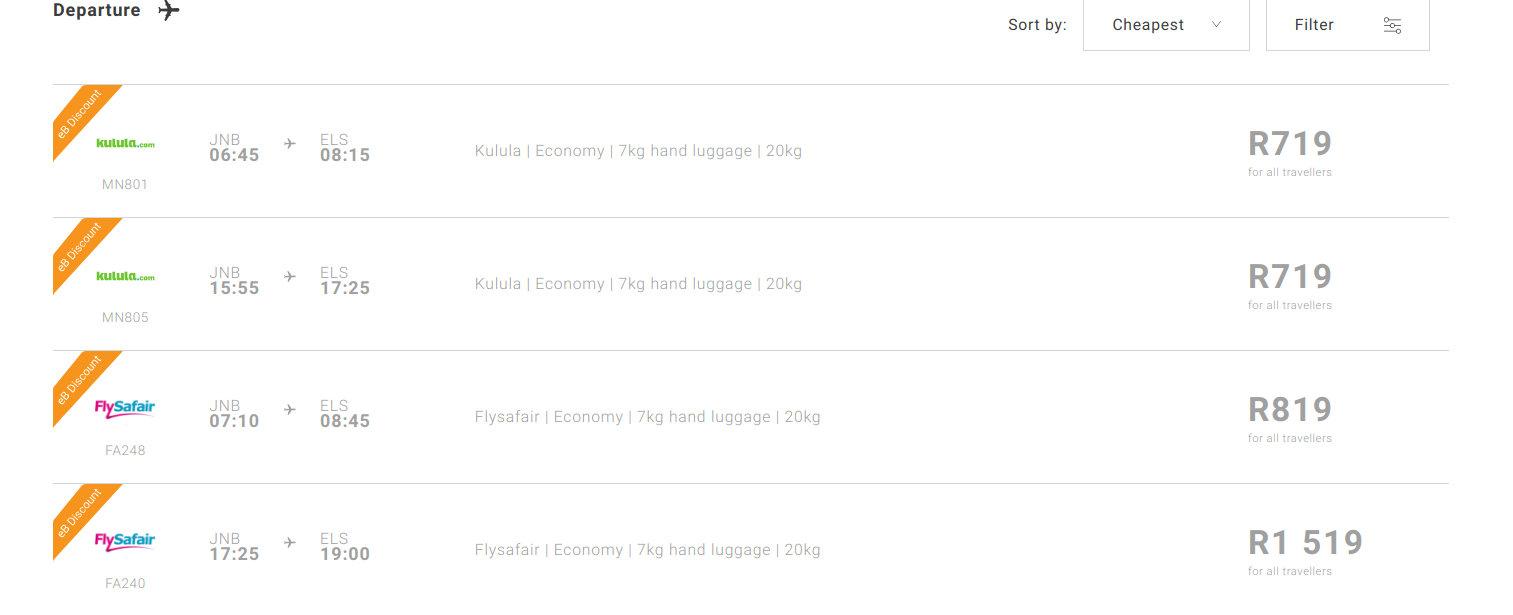 Departure
Sort by: Cheapest Filter
eB Discount
kulula.com
MN801
JNB ELS
06:45 08:15
Kulula | Economy | 7kg hand luggage | 20kg
R719
for all travellers
eB Discount
kulula.com
MN805
JNB ELS
15:55 17:25
Kulula | Economy | 7kg hand luggage | 20kg
R719
for all travellers
eB Discount
FlySafair
FA248
JNB ELS
07:10 08:45
Flysafair | Economy | 7kg hand luggage | 20kg
R819
for all travellers
eB Discount
FlySafair
FA240
JNB ELS
17:25 19:00
Flysafair | Economy | 7kg hand luggage | 20kg
R1 519
for all travellers